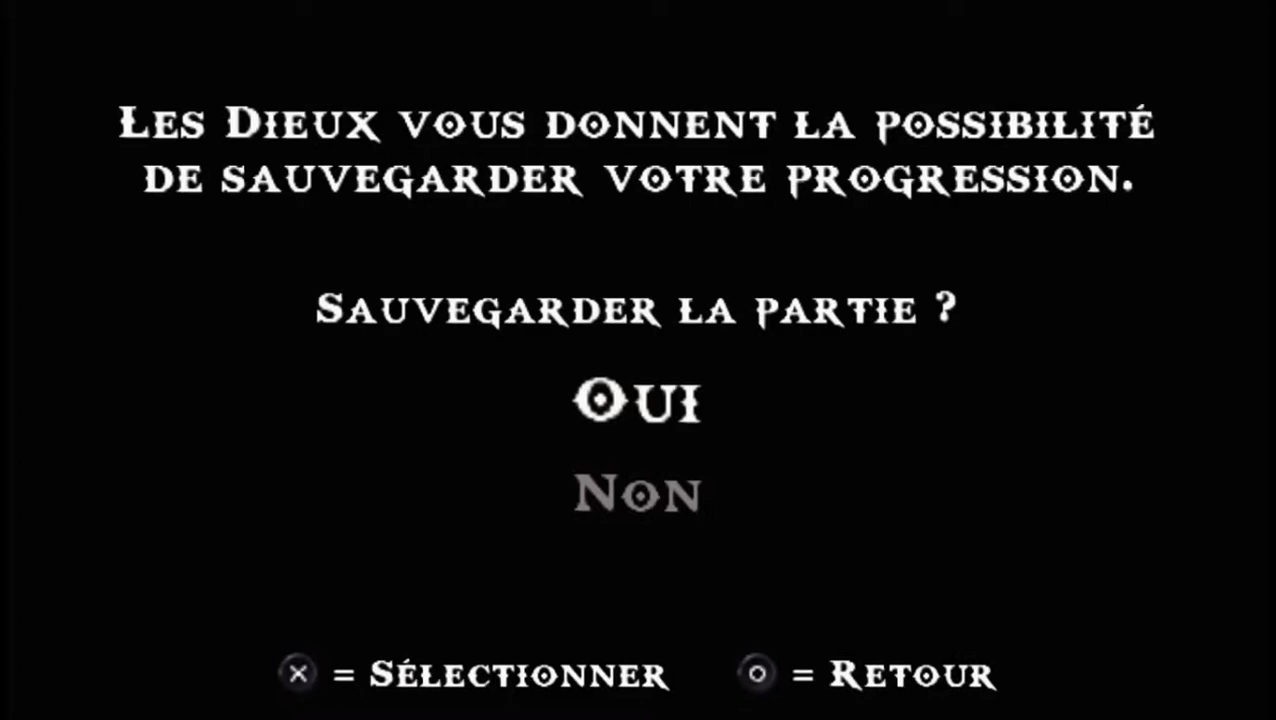 Les Dieux vous donnent la possibilité
de sauvegarder votre progression.
Sauvegarder la partie ?
Oui
Non
= Sélectionner = Retour